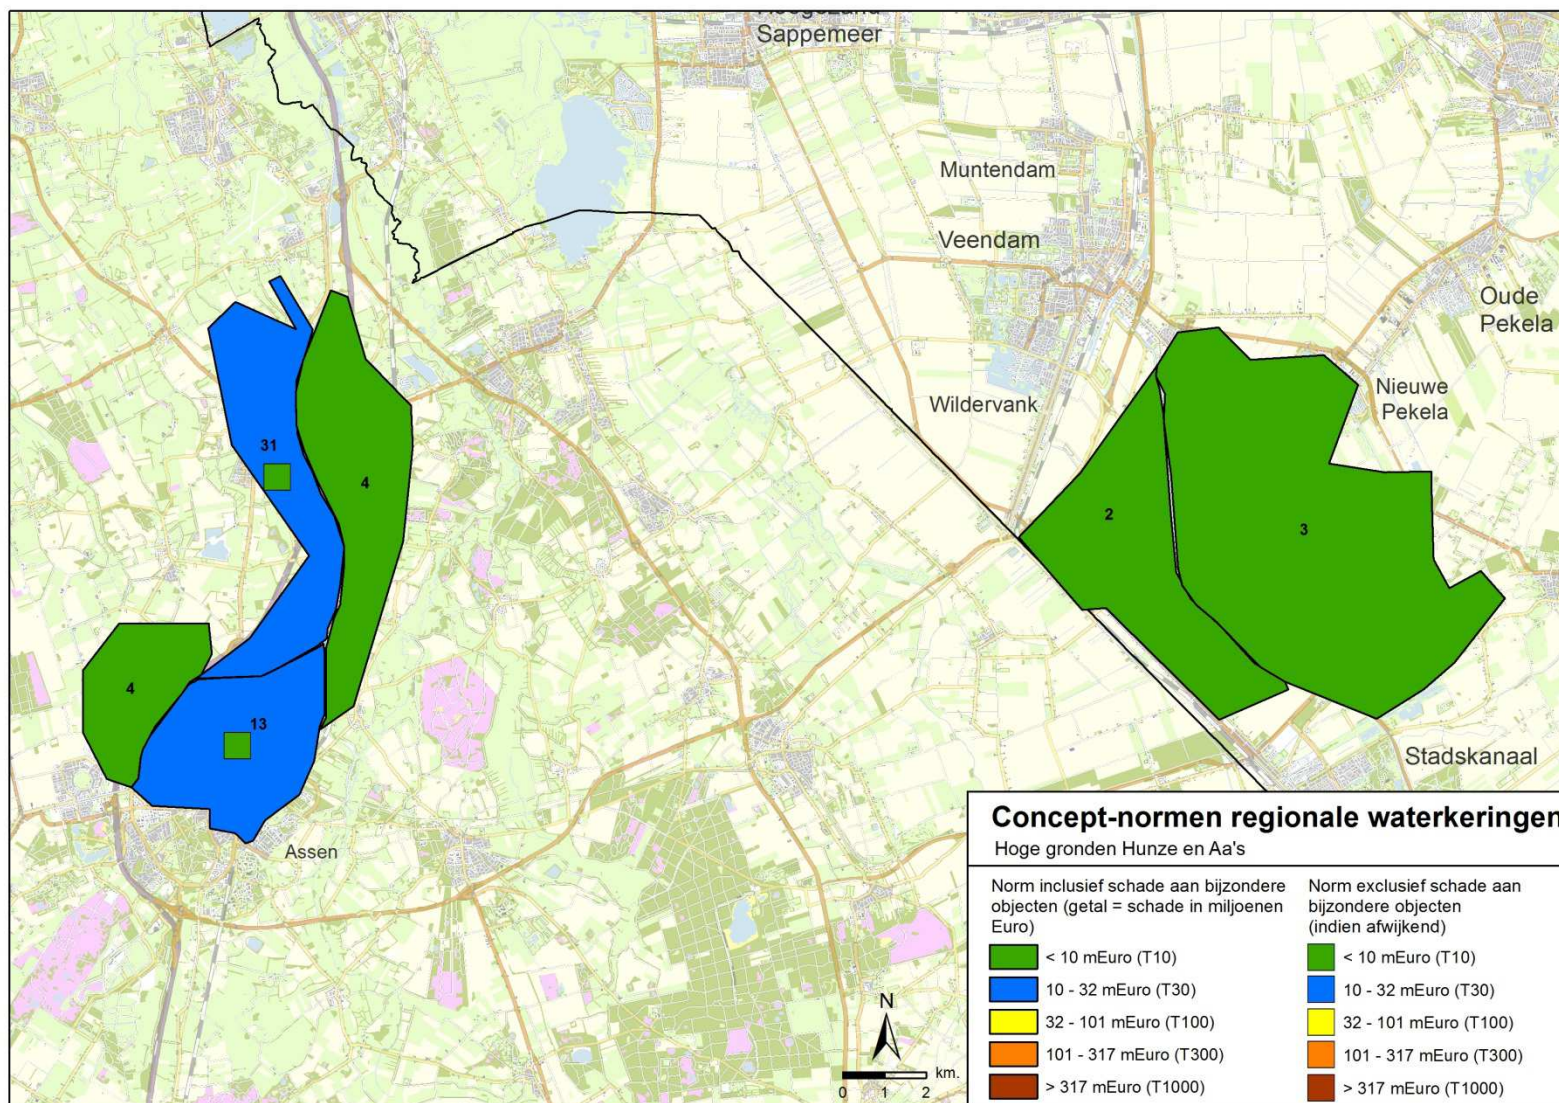 Sappemeer
Muntendam
Veendam
Oude
Pekela
Nieuwe
Pekela
Wildervank
31
4
2
3
4
13
Stadskanaal
Assen
Concept-normen regionale waterkeringen
Hoge gronden Hunze en Aa's
Norm inclusief schade aan bijzondere
objecten (getal = schade in miljoenen
Euro)
< 10 mEuro (T10)
10 - 32 mEuro (T30)
32 - 101 mEuro (T100)
101 - 317 mEuro (T300)
> 317 mEuro (T1000)
Norm exclusief schade aan
bijzondere objecten
(indien afwijkend)
< 10 mEuro (T10)
10 - 32 mEuro (T30)
32 - 101 mEuro (T100)
101 - 317 mEuro (T300)
> 317 mEuro (T1000)
N
km.
0 1 2